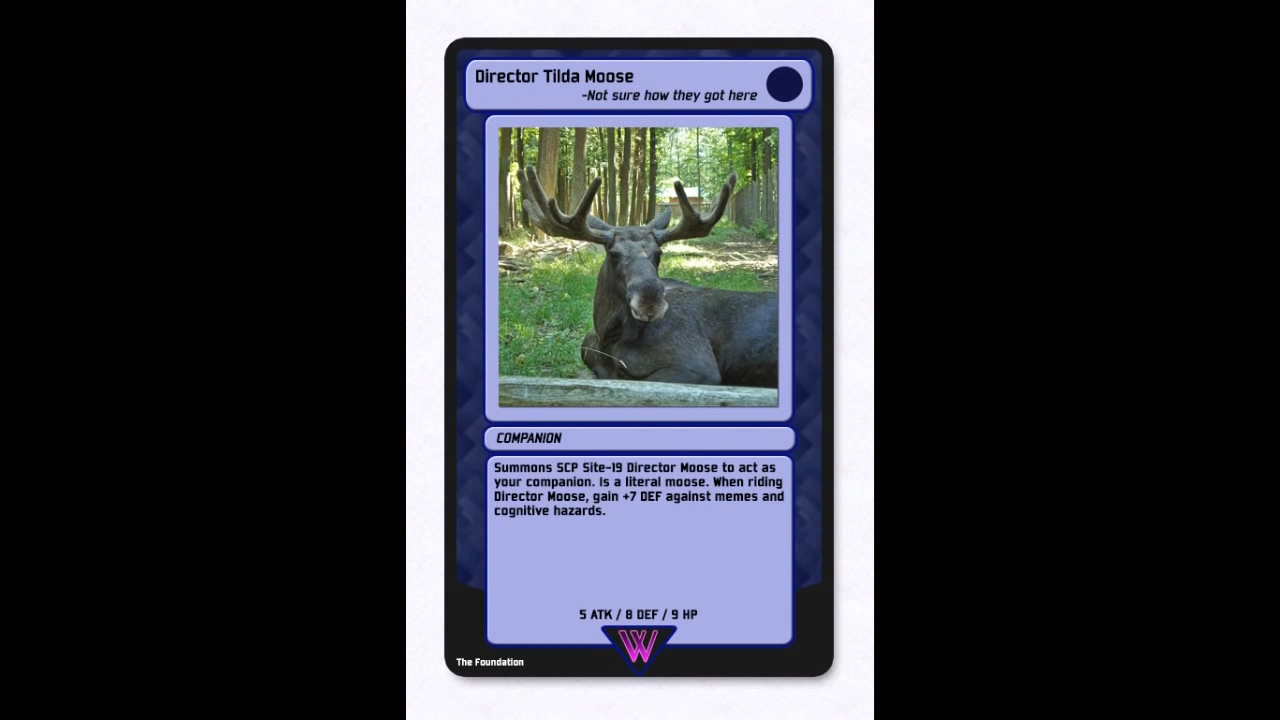 Director Tilda Moose
-Not sure how they got here
COMPANION
Summons SCP Site-19 Director Moose to act as
your companion. Is a literal moose. When riding
Director Moose, gain +7 DEF against memes and
cognitive hazards.
5 ATK / 8 DEF / 9 HP
W
The Foundation